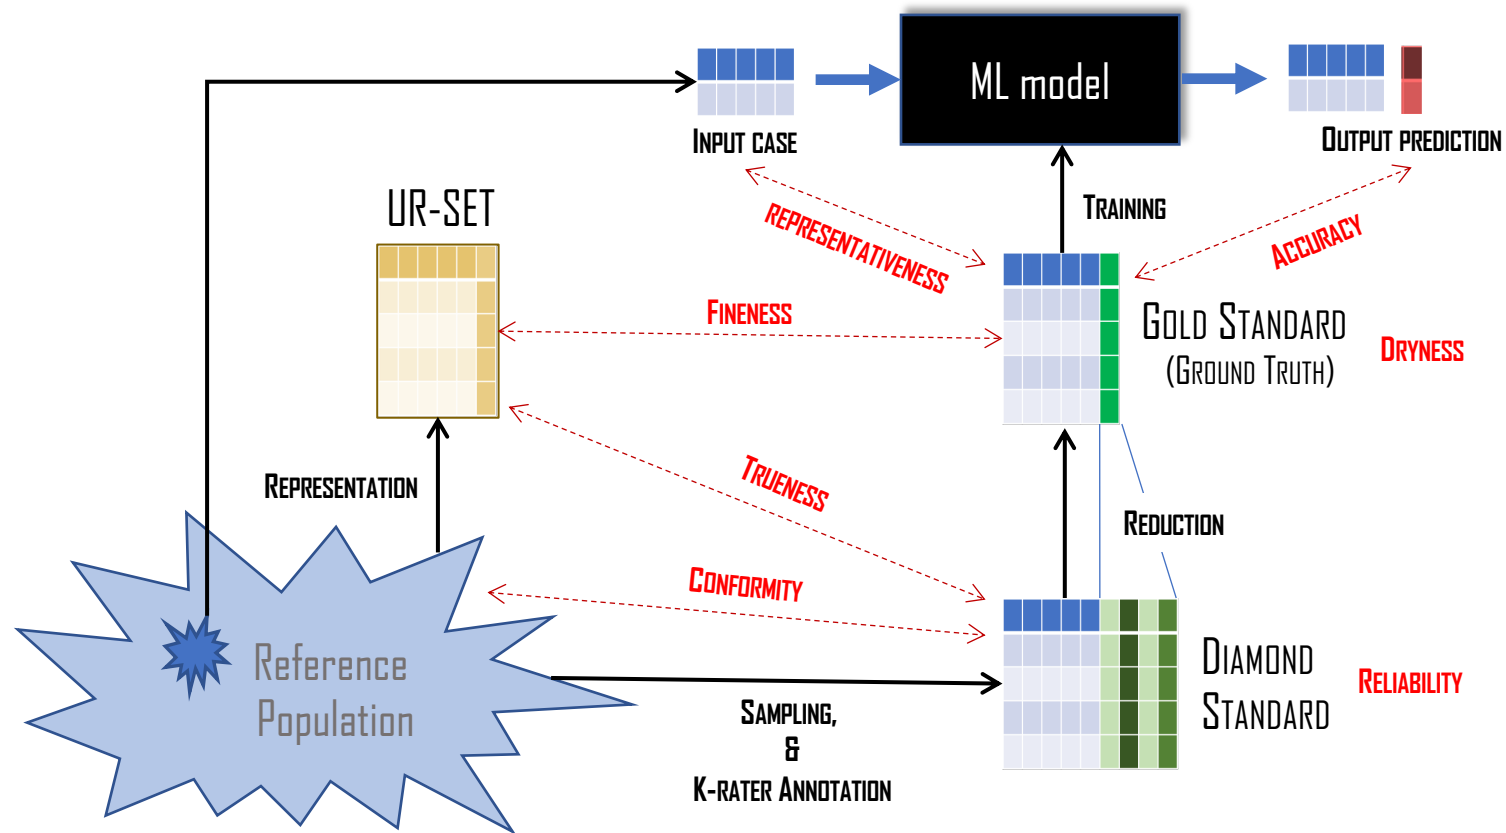 ML model
INPUT CASE
OUTPUT PREDICTION
UR-SET
TRAINING
REPRESENTATIVENESS
ACCURACY
FINENESS
GOLD STANDARD
(GROUND TRUTH)
DRYNESS
REPRESENTATION
TRUENESS
REDUCTION
CONFORMITY
Reference
Population
DIAMOND
STANDARD
RELIABILITY
SAMPLING,
&
K-RATER ANNOTATION